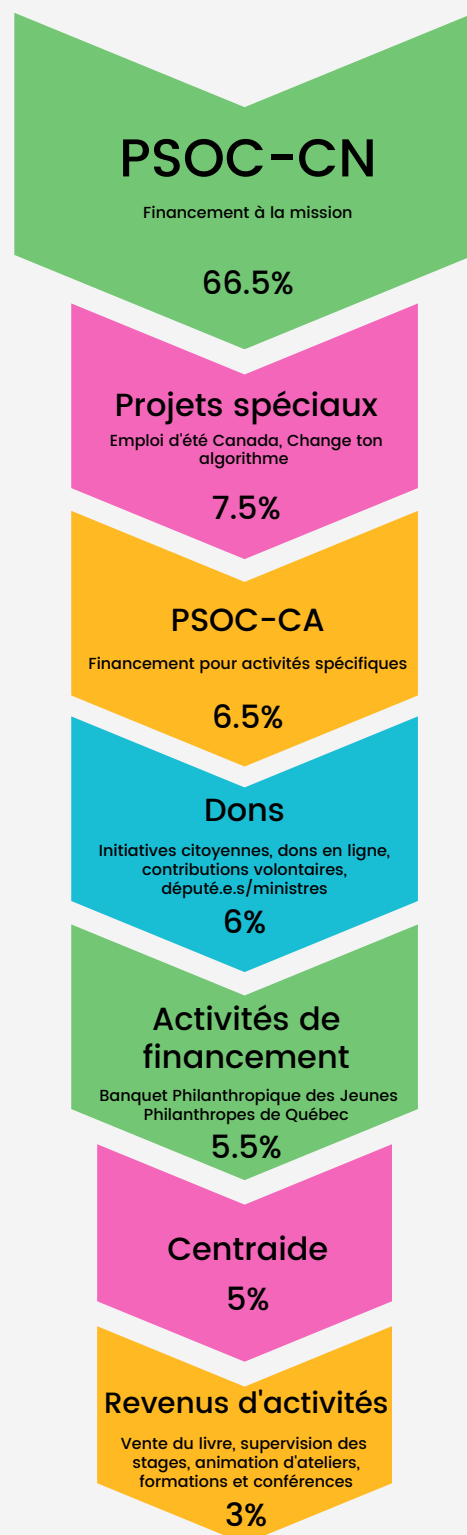 PSOC-CN
Financement à la mission
66.5%
Projets spéciaux
Emploi d'été Canada, Change ton
algorithme
7.5%
PSOC-CA
Financement pour activités spécifiques
6.5%
Dons
Initiatives citoyennes, dons en ligne,
contributions volontaires,
député.e.s/ministres
6%
Activités de
financement
Banquet Philanthropique des Jeunes
Philanthropes de Québec
5.5%
Centraide
5%
Revenus d'activités
Vente du livre, supervision des
stages, animation d'ateliers,
formations et conférences
3%